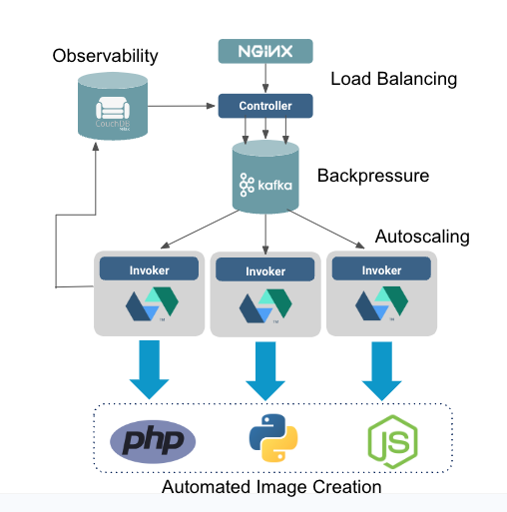 Observability
NGINX
Load Balancing
Controller
CouchDB
kafka
Backpressure
Autoscaling
Invoker
Invoker
Invoker
php
JS
Automated Image Creation